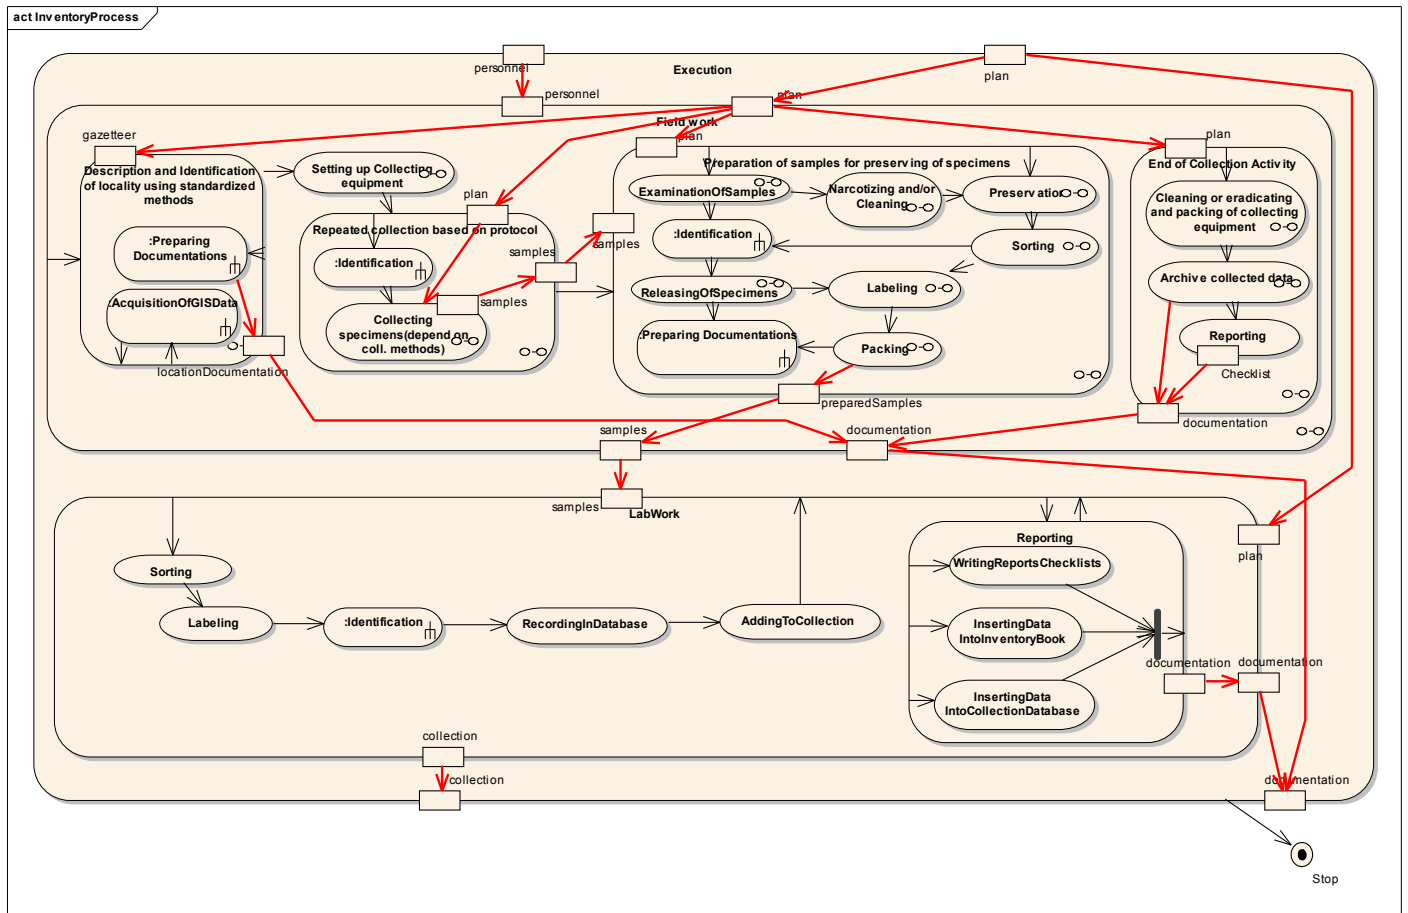 act InventoryProcess
personnel
Execution
plan
personnel
plan
Field work
gazetteer
plan
plan
Description and Identification
of locality using standardized
methods
Setting up Collecting
equipment
Preparation of samples for preserving of specimens
End of Collection Activity
ExaminationOfSamples
Narcotizing and/or
Cleaning
Preservation
Cleaning or eradicating
and packing of collecting
equipment
plan
Repeated collection based on protocol
samples
samples
:Preparing
Documentations
:Identification
:Identification
Sorting
:AcquisitionOfGISData
samples
ReleasingOfSpecimens
Labeling
Archive collected data
Collecting
specimens(depend on
coll. methods)
:Preparing Documentations
Packing
Reporting
Checklist
locationDocumentation
preparedSamples
documentation
samples
documentation
samples
LabWork
plan
Reporting
Sorting
WritingReportsChecklists
Labeling
:Identification
RecordingInDatabase
AddingToCollection
InsertingData
IntoInventoryBook
documentation
documentation
InsertingData
IntoCollectionDatabase
collection
collection
documentation
Stop